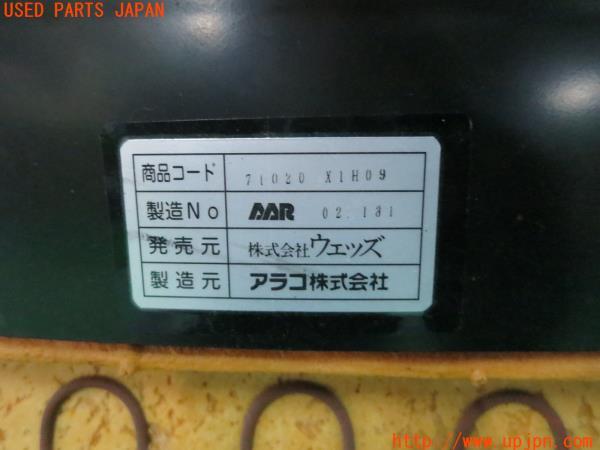 USED PARTS JAPAN
商品コード 71020 X1H09
製造No AAR 02.131
発売元 株式会社ウェッズ
製造元 アラコ株式会社
http://www.upjpn.com